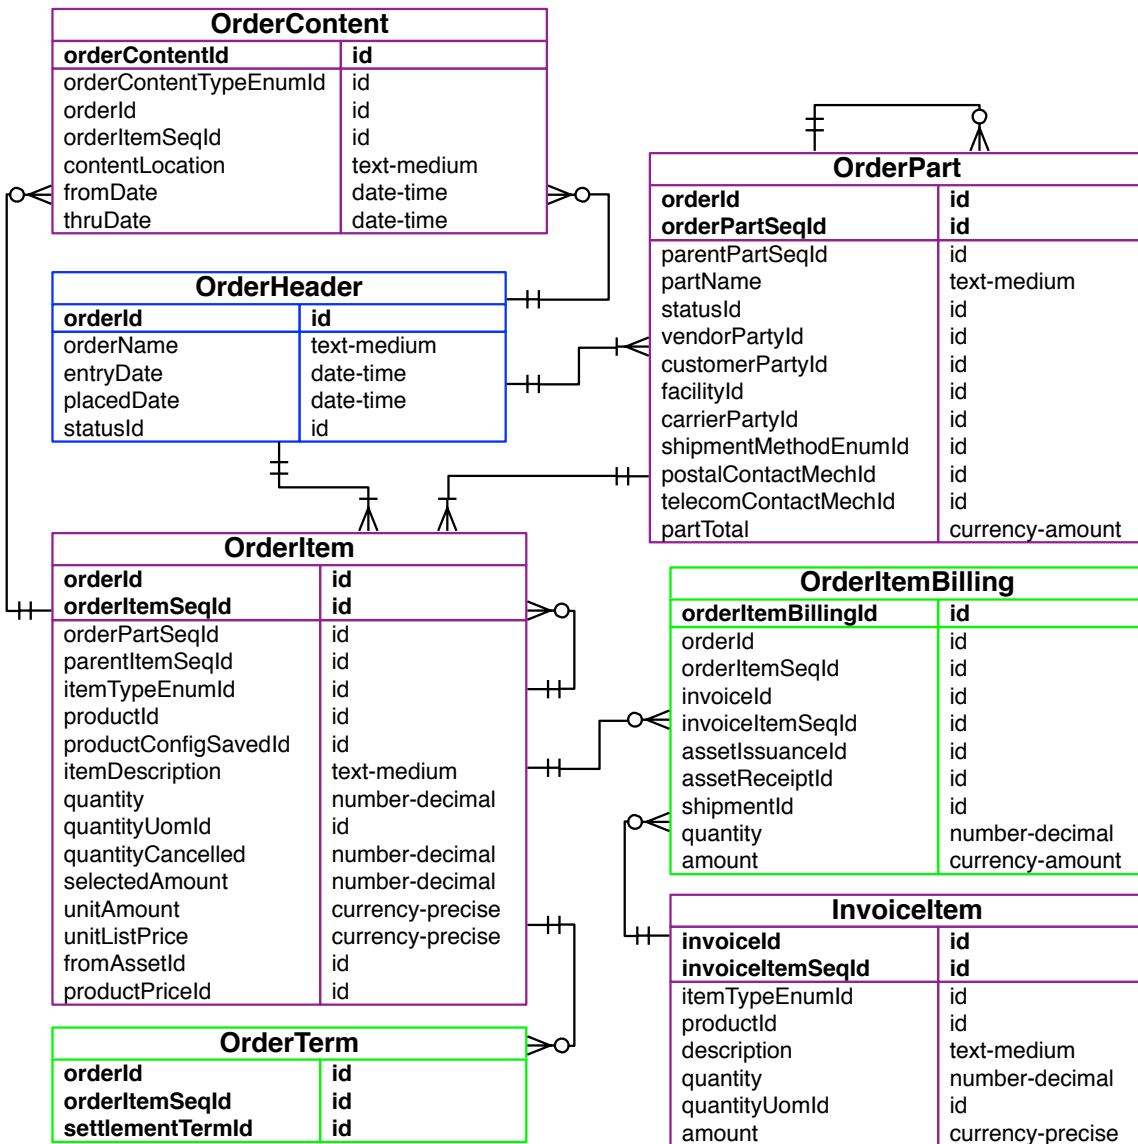 OrderContent
orderContentId id
orderContentTypeEnumId id
orderId id
orderItemSeqId id
contentLocation text-medium
fromDate date-time
thruDate date-time
OrderHeader
orderId id
orderName text-medium
entryDate date-time
placedDate date-time
statusId id
OrderPart
orderId id
orderPartSeqId id
parentPartSeqId id
partName text-medium
statusId id
vendorPartyId id
customerPartyId id
facilityId id
carrierPartyId id
shipmentMethodEnumId id
postalContactMechId id
telecomContactMechId id
partTotal currency-amount
OrderItem
orderId id
orderItemSeqId id
orderPartSeqId id
parentItemSeqId id
itemTypeEnumId id
productId id
productConfigSavedId id
itemDescription text-medium
quantity number-decimal
quantityUomId id
quantityCancelled number-decimal
selectedAmount number-decimal
unitAmount currency-precise
unitListPrice currency-precise
fromAssetId id
productPriceId id
OrderItemBilling
orderItemBillingId id
orderId id
orderItemSeqId id
invoiceId id
invoiceItemSeqId id
assetIssuanceId id
assetReceiptId id
shipmentId id
quantity number-decimal
amount currency-amount
OrderTerm
orderId id
orderItemSeqId id
settlementTermId id
InvoiceItem
invoiceId id
invoiceItemSeqId id
itemTypeEnumId id
productId id
description text-medium
quantity number-decimal
quantityUomId id
amount currency-precise